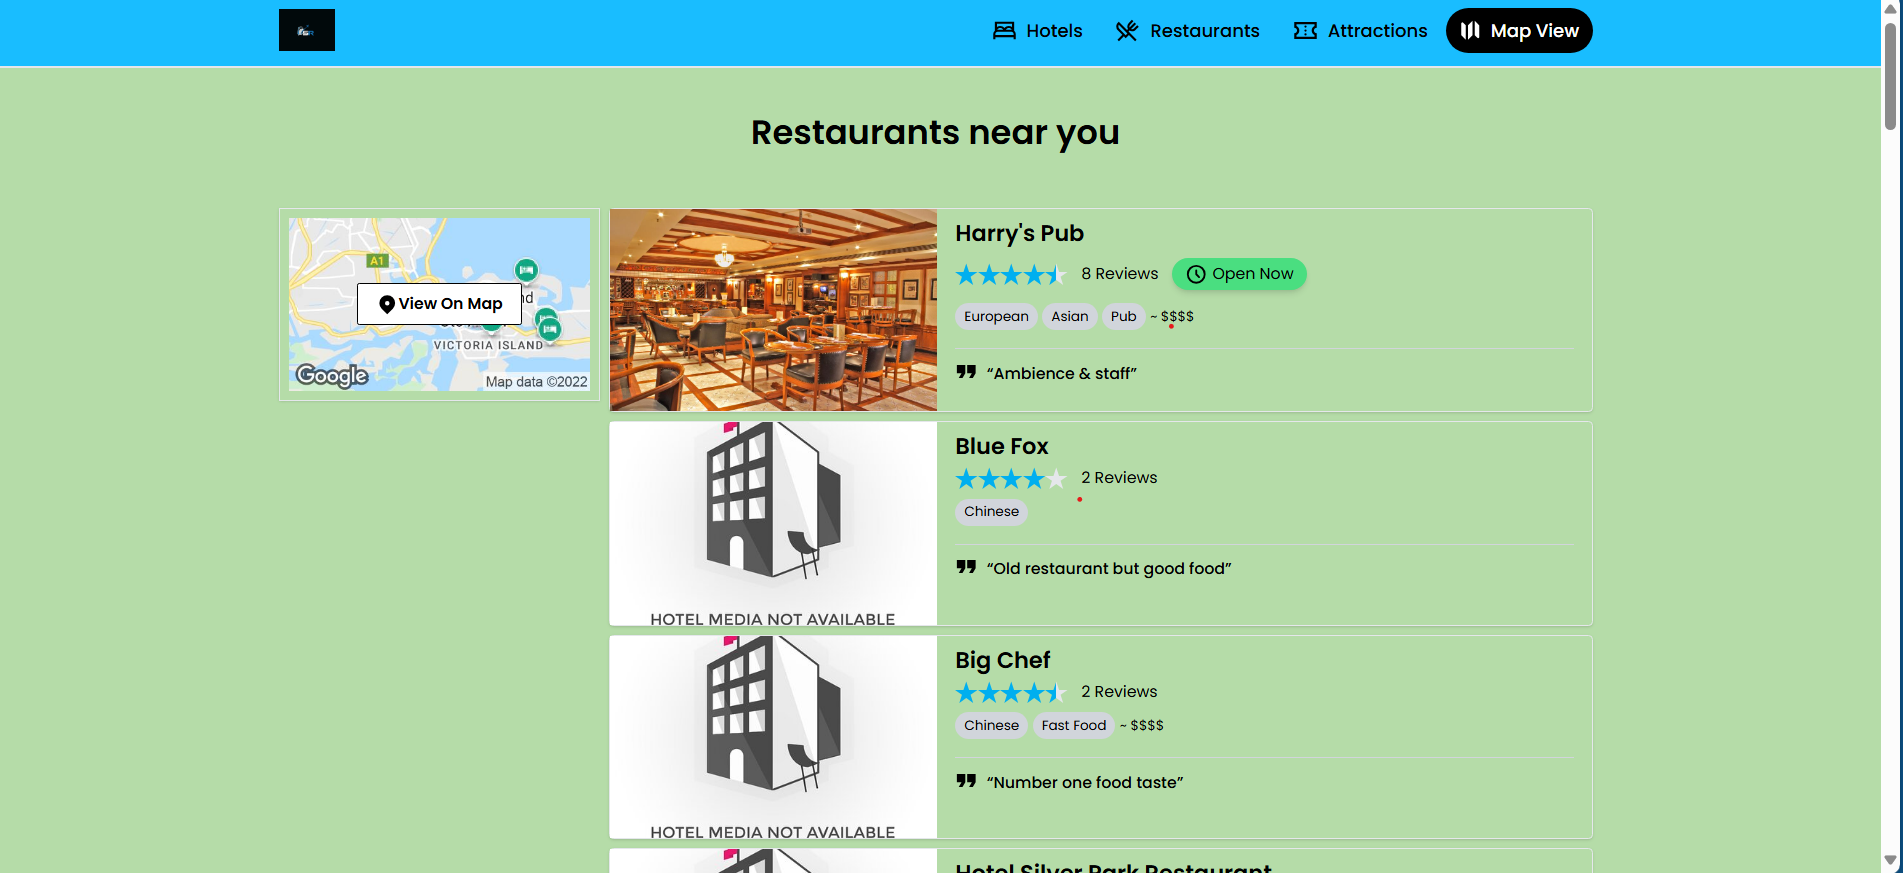 Hotels
Restaurants
Attractions
Map View
Restaurants near you
A1
nd
View On Map
VICTORIA ISLAND
Google
Map data ©2022
Harry's Pub
8 Reviews
Open Now
European
Asian
Pub
~ $$$$
“Ambience & staff”
HOTEL MEDIA NOT AVAILABLE
Blue Fox
2 Reviews
Chinese
“Old restaurant but good food”
HOTEL MEDIA NOT AVAILABLE
Big Chef
2 Reviews
Chinese
Fast Food
~ $$$$
“Number one food taste”
Hotel Silver Park Restaurant